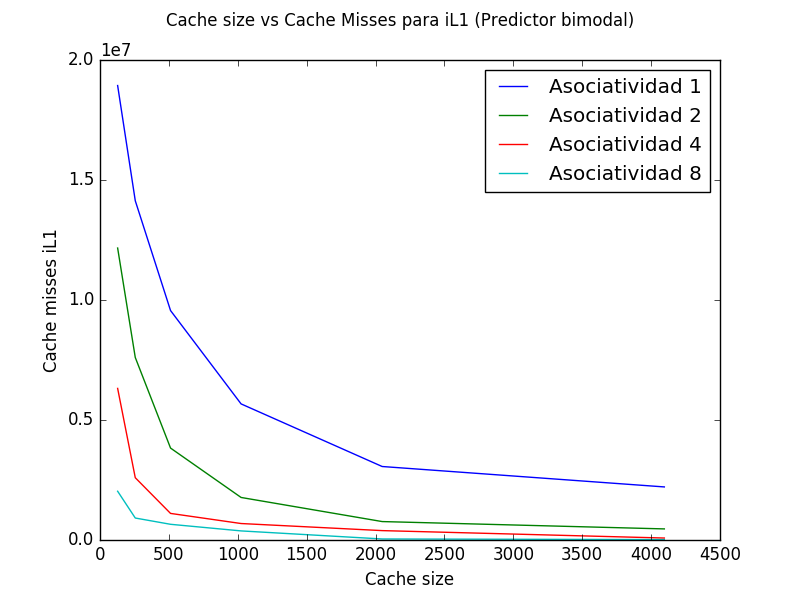 Cache size vs Cache Misses para iL1 (Predictor bimodal)
1e7
2.0
1.5
1.0
0.5
0.0
Cache misses iL1
Asociatividad 1
Asociatividad 2
Asociatividad 4
Asociatividad 8
0 500 1000 1500 2000 2500 3000 3500 4000 4500
Cache size